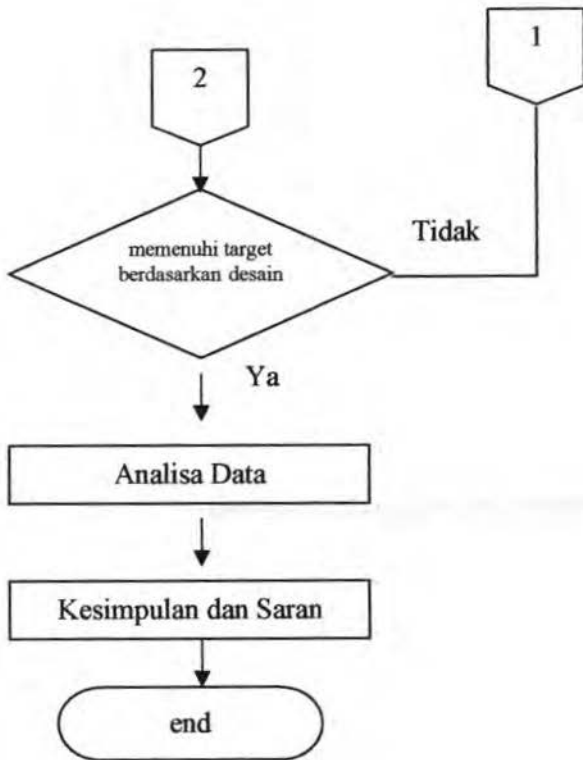 1
2
Tidak
memenuhi target
berdasarkan desain
Ya
Analisa Data
Kesimpulan dan Saran
end